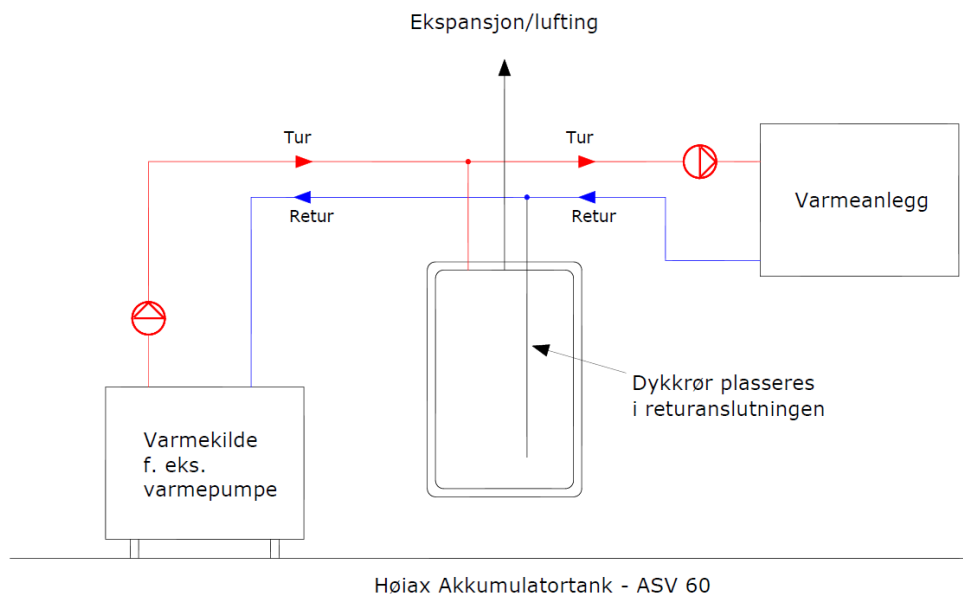 Ekspansjon/lufting
Tur
Tur
Retur
Retur
Varmeanlegg
Dykkrør plasseres
i returanslutningen
Varmekilde
f. eks.
varmepumpe
Høiax Akkumulatortank - ASV 60